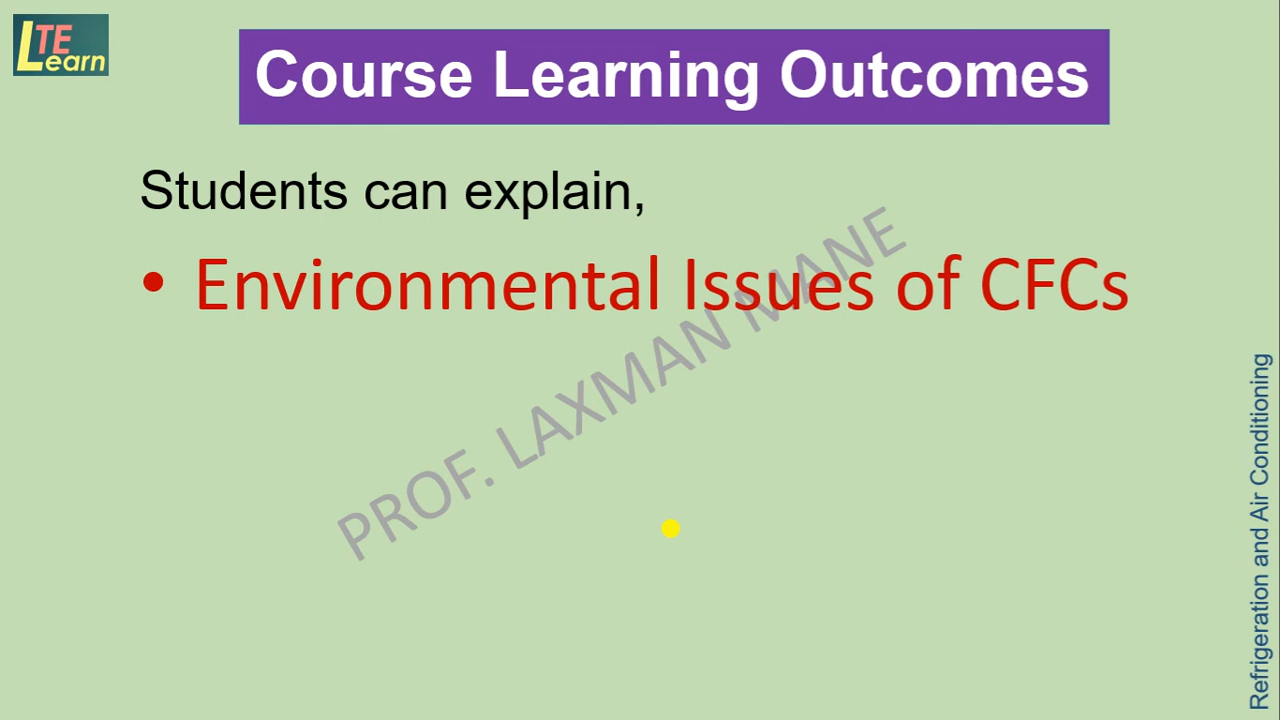 LTE
Learn
Course Learning Outcomes
Students can explain,
• Environmental Issues of CFCs
PROF. LAXMAN MANE
Refrigeration and Air Conditioning